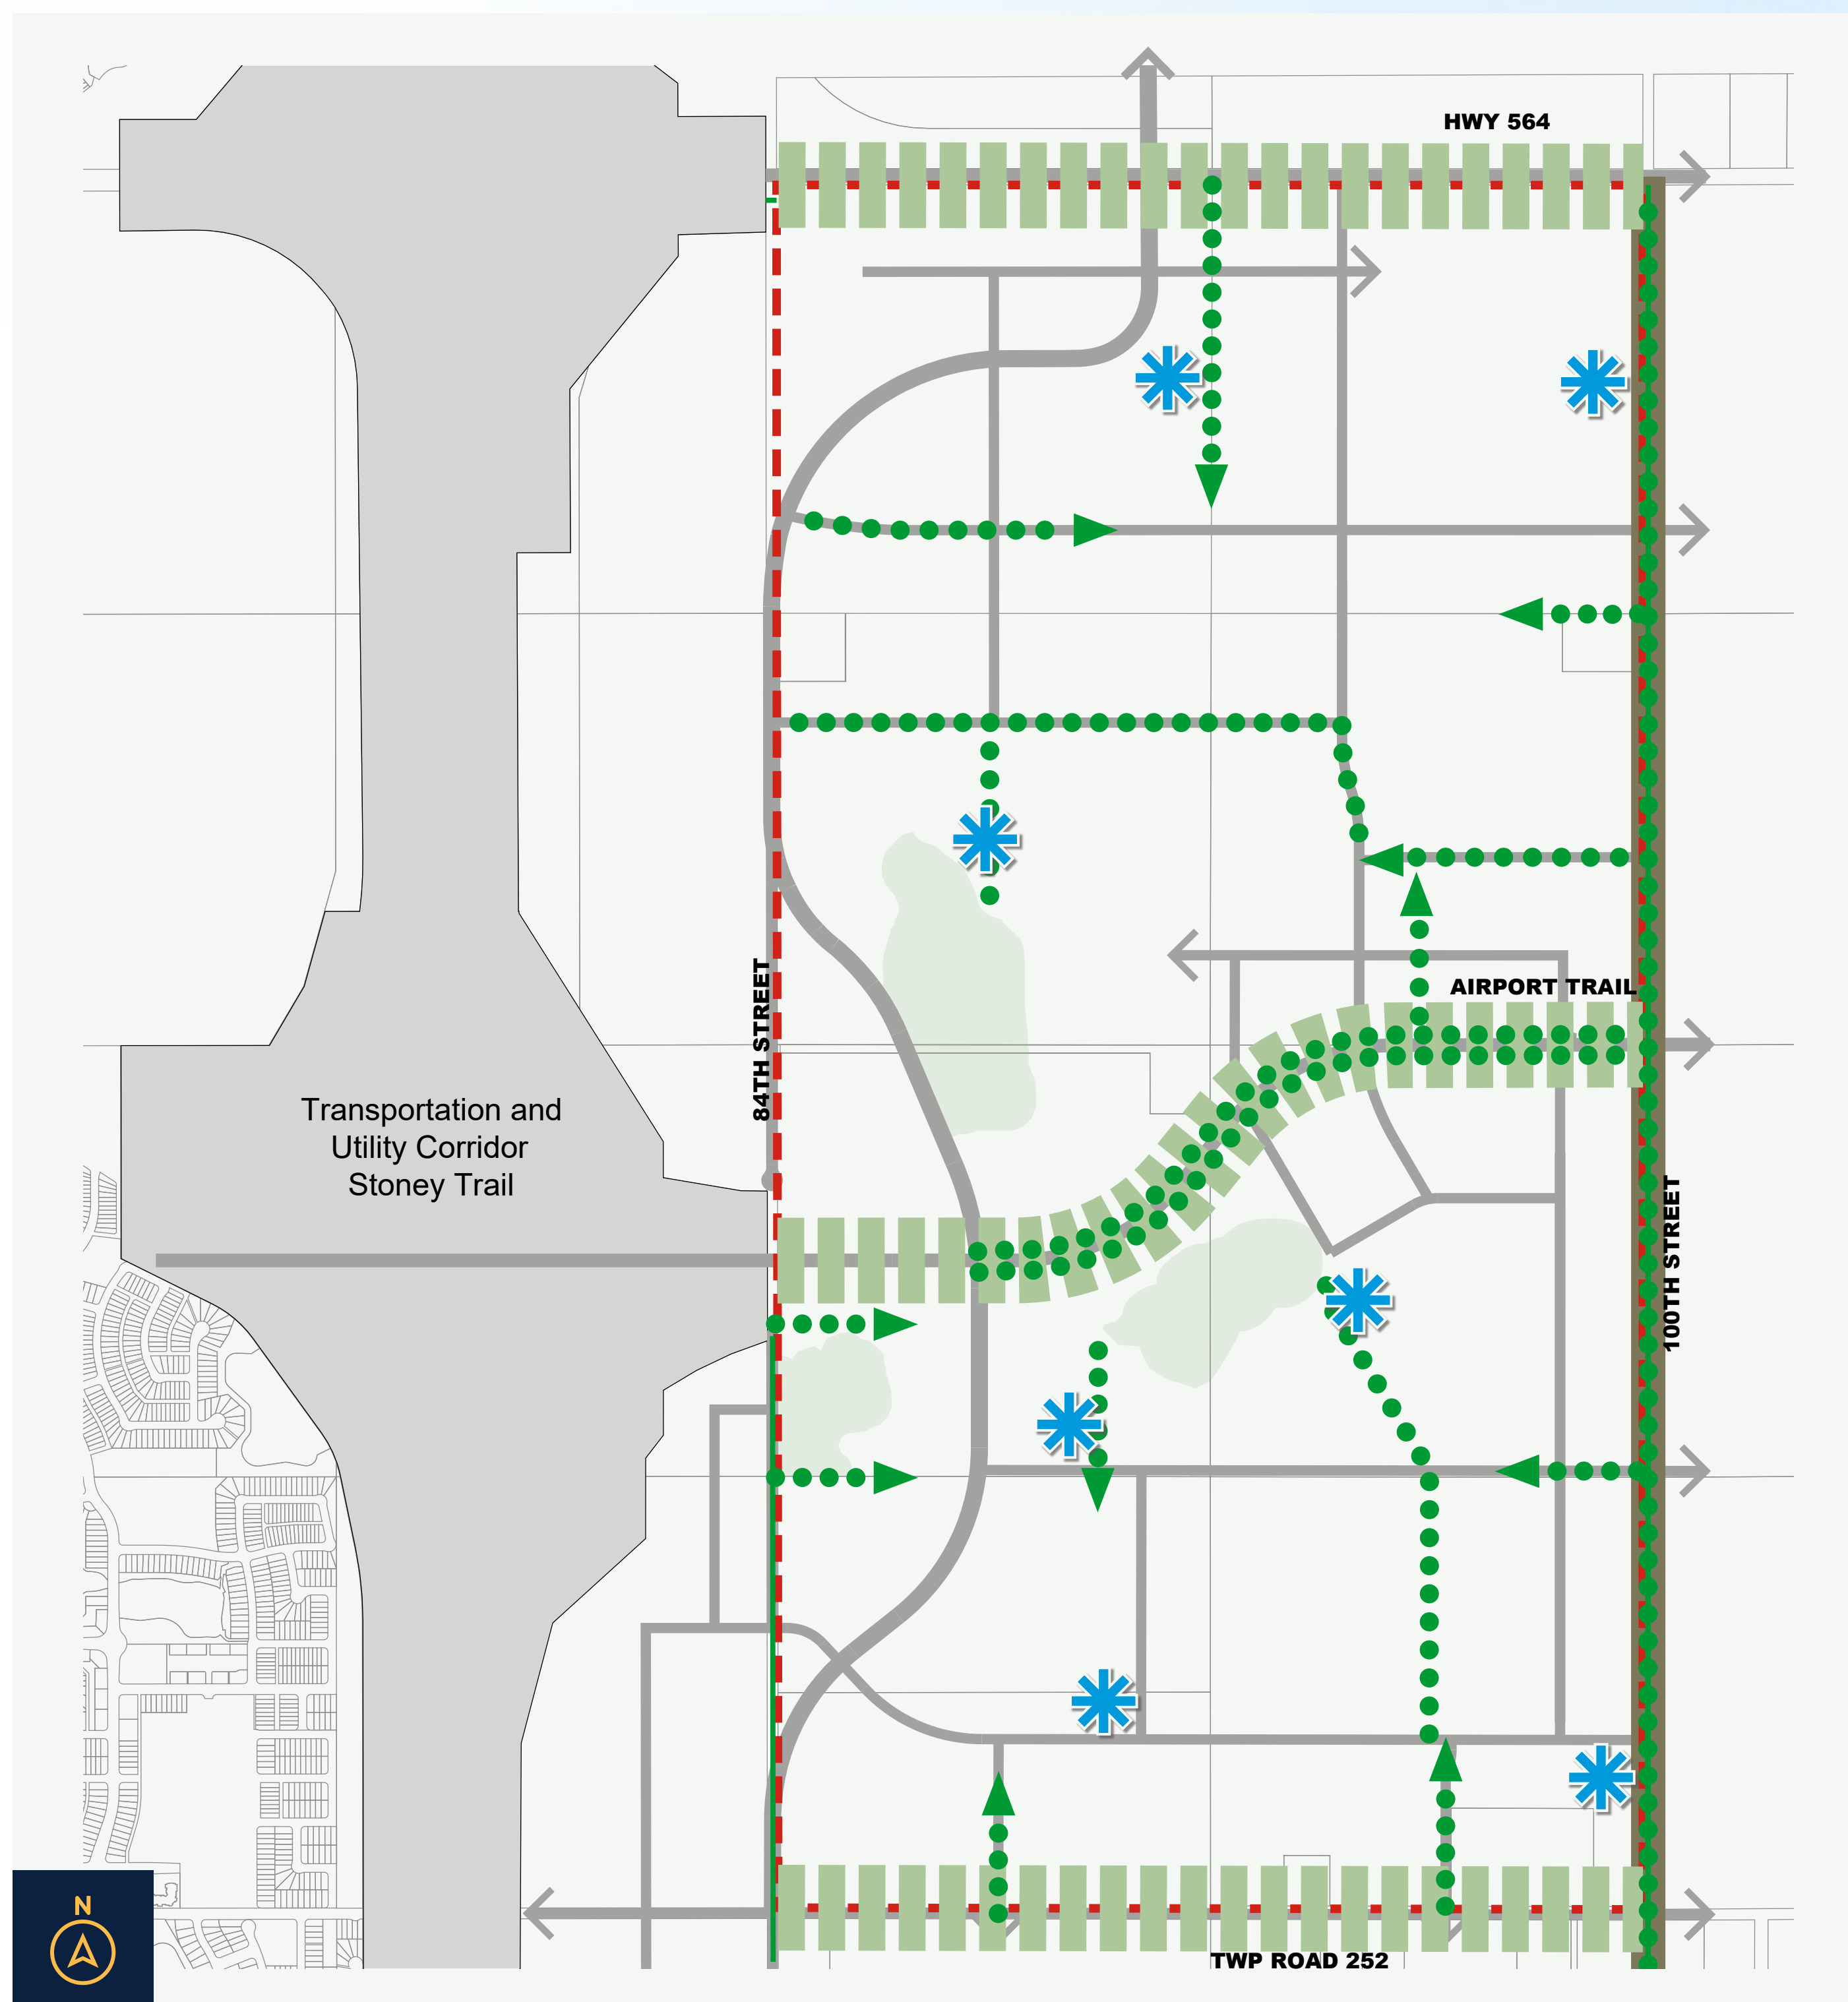 HWY 564
84TH STREET
AIRPORT TRAIL
Transportation and
Utility Corridor
Stoney Trail
100TH STREET
N
TWP ROAD 252